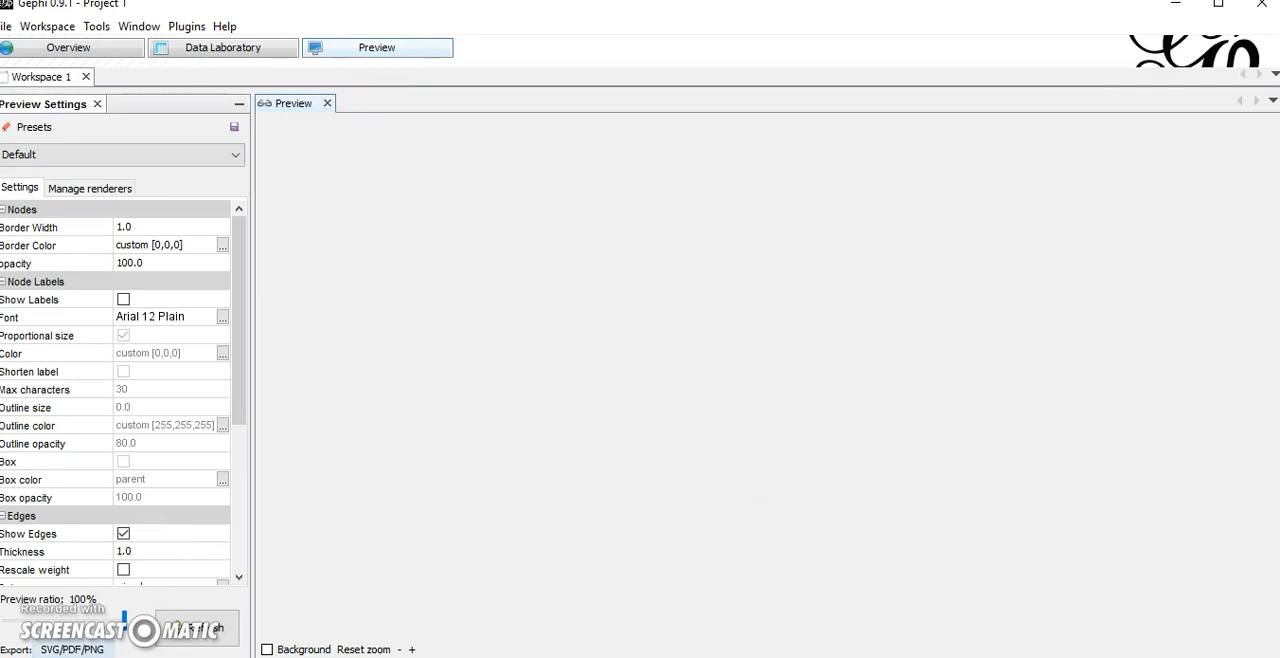 Gephi 0.9.1 - Project 1
ile Workspace Tools Window Plugins Help
Overview Data Laboratory Preview
Workspace 1
Preview Settings Preview
Presets
Default
Settings Manage renderers
Nodes
Border Width 1.0
Border Color custom [0,0,0] ...
opacity 100.0
Node Labels
Show Labels
Font Arial 12 Plain ...
Proportional size
Color custom [0,0,0] ...
Shorten label
Max characters 30
Outline size 0.0
Outline color custom [255,255,255] ...
Outline opacity 80.0
Box
Box color parent ...
Box opacity 100.0
Edges
Show Edges
Thickness 1.0
Rescale weight
Preview ratio: 100%
Recorded with
SCREENCAST MATIC
Export: SVG/PDF/PNG
Background Reset zoom - +